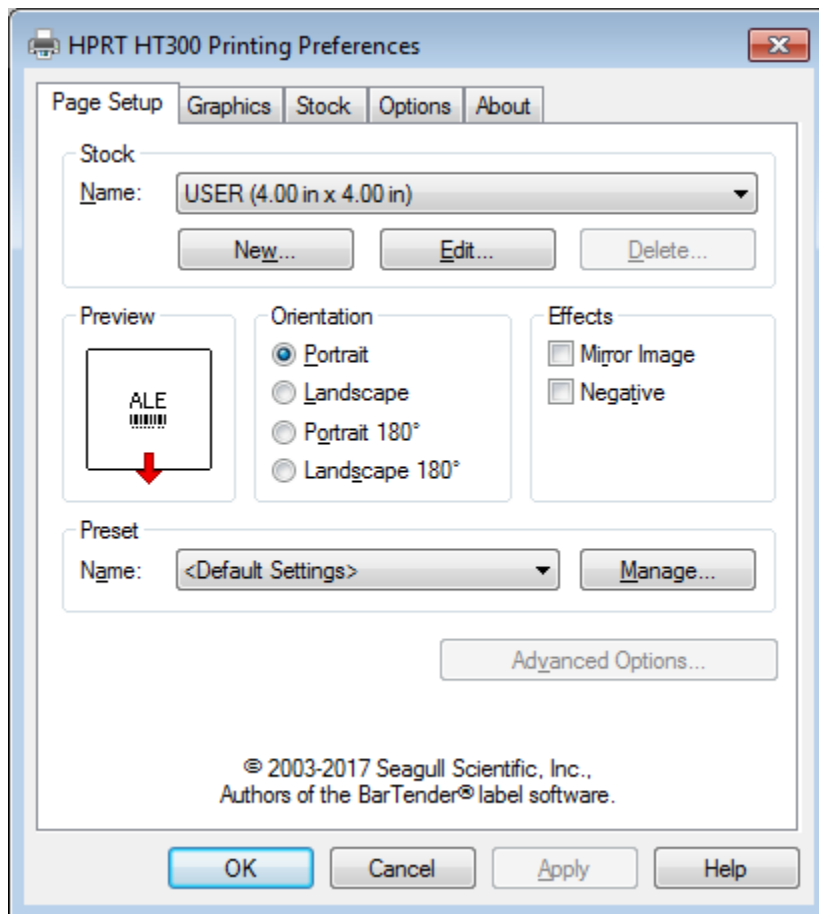 HPRT HT300 Printing Preferences
Page Setup Graphics Stock Options About
Stock
Name: USER (4.00 in x 4.00 in)
New... Edit... Delete...
Preview Orientation Effects
Portrait Mirror Image
Landscape Negative
Portrait 180°
Landscape 180°
ALE
Preset
Name: <Default Settings> Manage...
Advanced Options...
© 2003-2017 Seagull Scientific, Inc.,
Authors of the BarTender® label software.
OK Cancel Apply Help